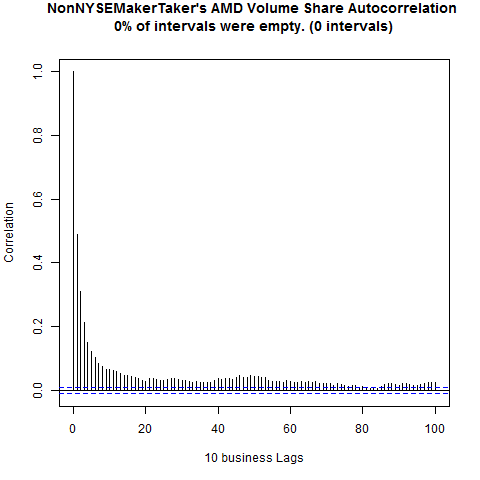 NonNYSEMakerTaker's AMD Volume Share Autocorrelation
0% of intervals were empty. (0 intervals)
1.0
0.8
0.6
0.4
0.2
0.0
Correlation
0 20 40 60 80 100
10 business Lags